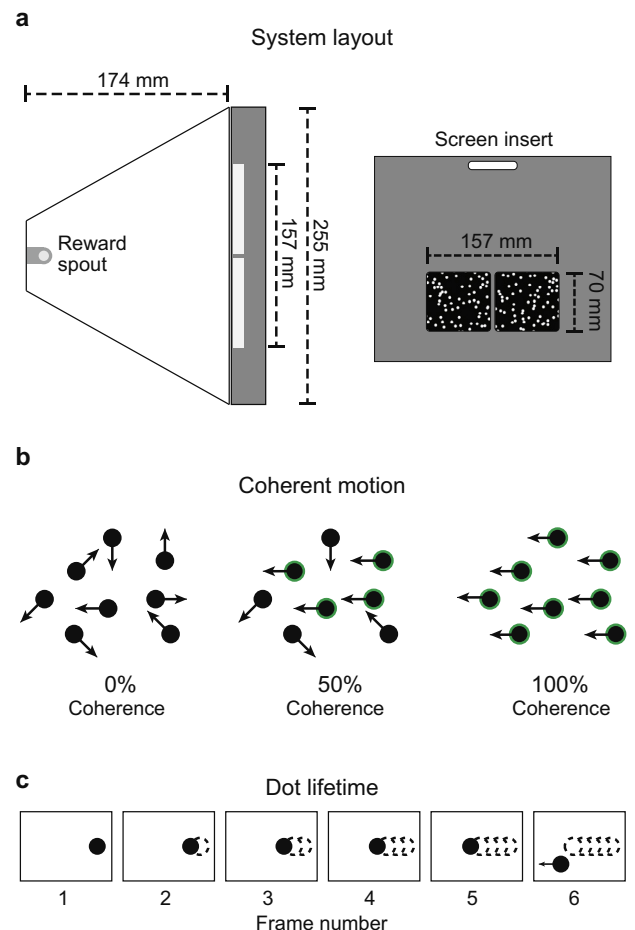 a
System layout
174 mm
Reward
spout
157 mm
255 mm
Screen insert
157 mm
70 mm
b
Coherent motion
0%
Coherence
50%
Coherence
100%
Coherence
c
Dot lifetime
1 2 3 4 5 6
Frame number